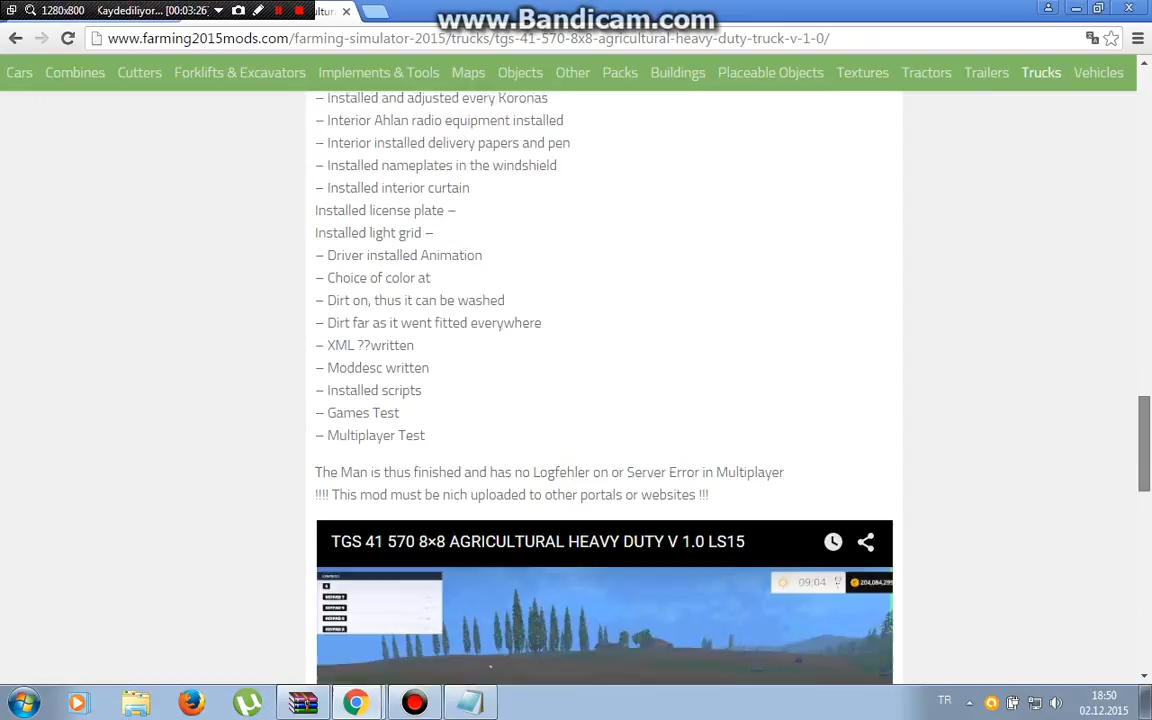 1280x800 Kaydediliyor... [00:03:26]
www.Bandicam.com
www.farming2015mods.com/farming-simulator-2015/trucks/tgs-41-570-8x8-agricultural-heavy-duty-truck-v-1-0/
Cars Combines Cutters Forklifts & Excavators Implements & Tools Maps Objects Other Packs Buildings Placeable Objects Textures Tractors Trailers Trucks Vehicles
– Installed and adjusted every Koronas
– Interior Ahlan radio equipment installed
– Interior installed delivery papers and pen
– Installed nameplates in the windshield
– Installed interior curtain
Installed license plate –
Installed light grid –
– Driver installed Animation
– Choice of color at
– Dirt on, thus it can be washed
– Dirt far as it went fitted everywhere
– XML ??written
– Moddesc written
– Installed scripts
– Games Test
– Multiplayer Test
The Man is thus finished and has no Logfehler on or Server Error in Multiplayer
!!!! This mod must be nich uploaded to other portals or websites !!!
TGS 41 570 8×8 AGRICULTURAL HEAVY DUTY V 1.0 LS15
09:04
204,084,299
TR
18:50
02.12.2015